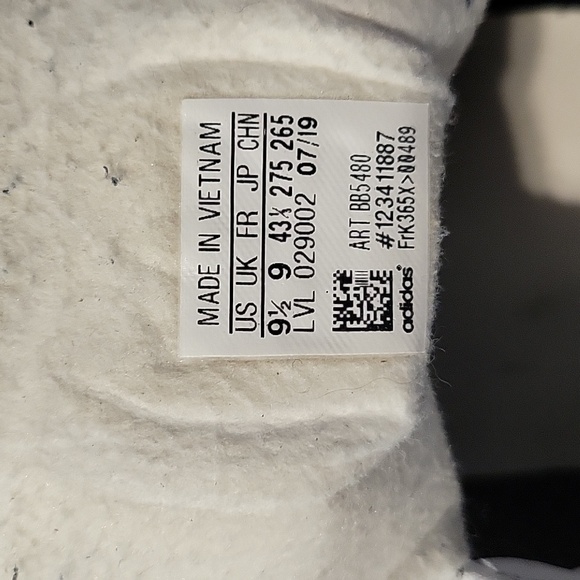 MADE IN VIETNAM
US UK FR JP CHN
9½ 9 43⅓ 275 265
LVL 029002 07/19
ART BB5480
#123411887
FrK365X>00489
adidas